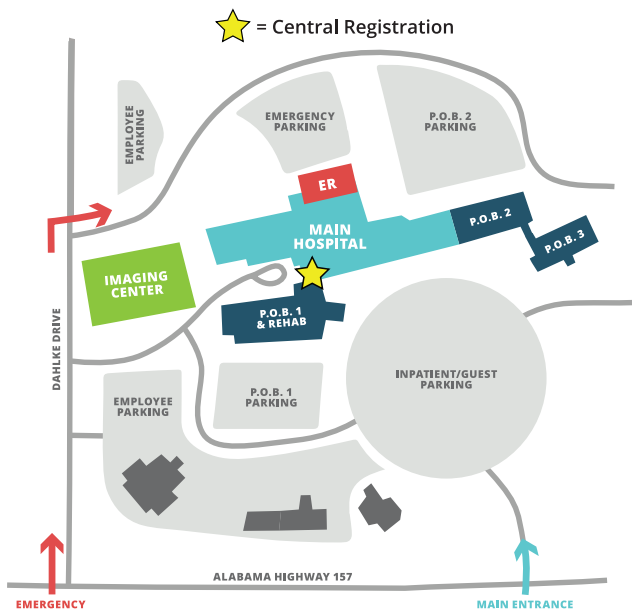 = Central Registration
EMPLOYEE
PARKING
EMERGENCY
PARKING
P.O.B. 2
PARKING
ER
MAIN
HOSPITAL
P.O.B. 2
P.O.B. 3
IMAGING
CENTER
P.O.B. 1
& REHAB
DAHLKE DRIVE
INPATIENT/GUEST
PARKING
EMPLOYEE
PARKING
P.O.B. 1
PARKING
ALABAMA HIGHWAY 157
EMERGENCY
MAIN ENTRANCE